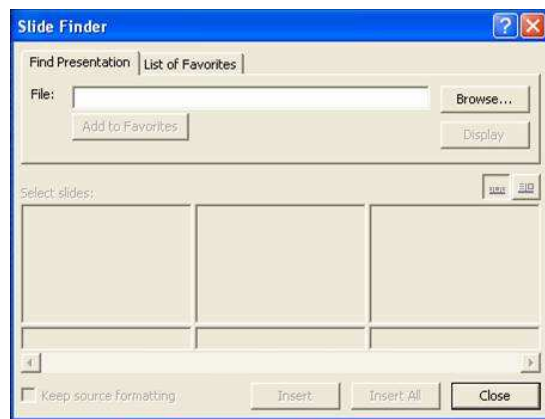 Slide Finder
Find Presentation List of Favorites
File: Browse...
Add to Favorites Display
Select slides:
Keep source formatting Insert Insert All Close